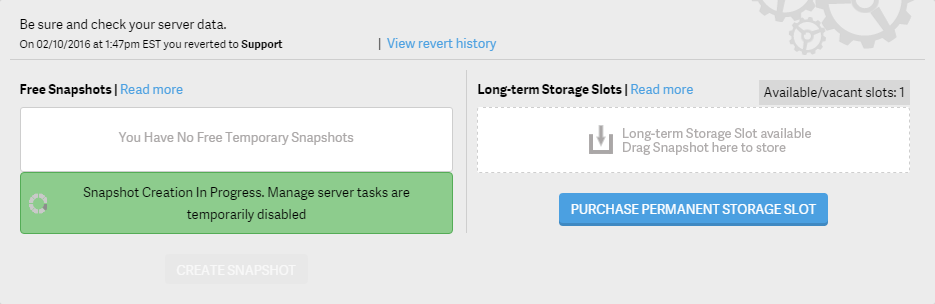 Be sure and check your server data.
On 02/10/2016 at 1:47pm EST you reverted to Support | View revert history
Free Snapshots | Read more
You Have No Free Temporary Snapshots
Snapshot Creation In Progress. Manage server tasks are
temporarily disabled
CREATE SNAPSHOT
Long-term Storage Slots | Read more
Available/vacant slots: 1
Long-term Storage Slot available
Drag Snapshot here to store
PURCHASE PERMANENT STORAGE SLOT